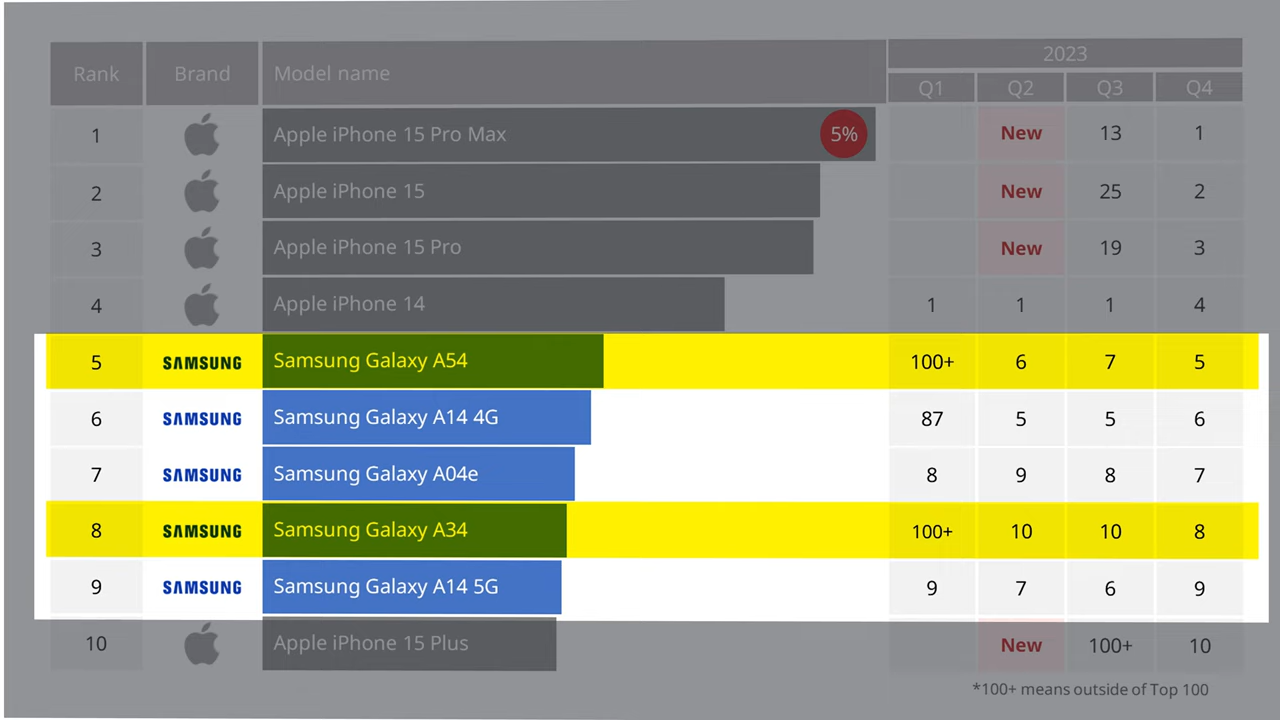 2023
Rank Brand Model name Q1 Q2 Q3 Q4
1 Apple iPhone 15 Pro Max 5% New 13 1
2 Apple iPhone 15 New 25 2
3 Apple iPhone 15 Pro New 19 3
4 Apple iPhone 14 1 1 1 4
5 SAMSUNG Samsung Galaxy A54 100+ 6 7 5
6 SAMSUNG Samsung Galaxy A14 4G 87 5 5 6
7 SAMSUNG Samsung Galaxy A04e 8 9 8 7
8 SAMSUNG Samsung Galaxy A34 100+ 10 10 8
9 SAMSUNG Samsung Galaxy A14 5G 9 7 6 9
10 Apple iPhone 15 Plus New 100+ 10
*100+ means outside of Top 100